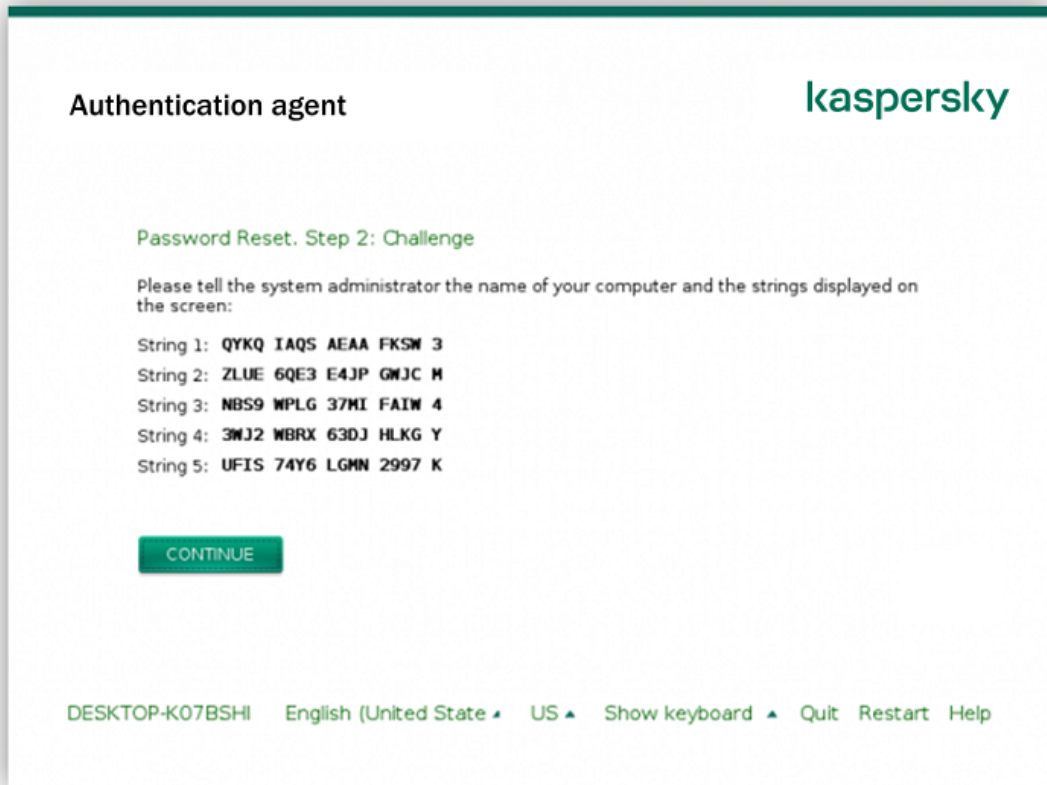 Authentication agent
kaspersky
Password Reset. Step 2: Challenge
Please tell the system administrator the name of your computer and the strings displayed on
the screen:
String 1: QYKQ IAQS AEAA FKSW 3
String 2: ZLUE 6QE3 E4JP GWJC M
String 3: NBS9 WPLG 37MI FAIW 4
String 4: 3WJ2 WBRX 63DJ HLKG Y
String 5: UFIS 74Y6 LGMN 2997 K
CONTINUE
DESKTOP-K07BSHI English (United State US Show keyboard Quit Restart Help